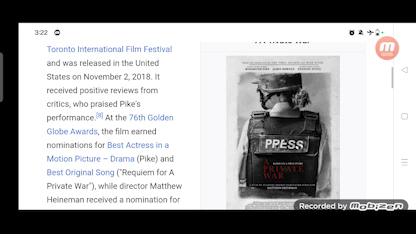 3:22
Toronto International Film Festival
and was released in the United
States on November 2, 2018. It
received positive reviews from
critics, who praised Pike's
performance.[8] At the 76th Golden
Globe Awards, the film earned
nominations for Best Actress in a
Motion Picture – Drama (Pike) and
Best Original Song ("Requiem for A
Private War"), while director Matthew
Heineman received a nomination for
PRESS
A
PRIVATE
WAR
Recorded by Mobizen